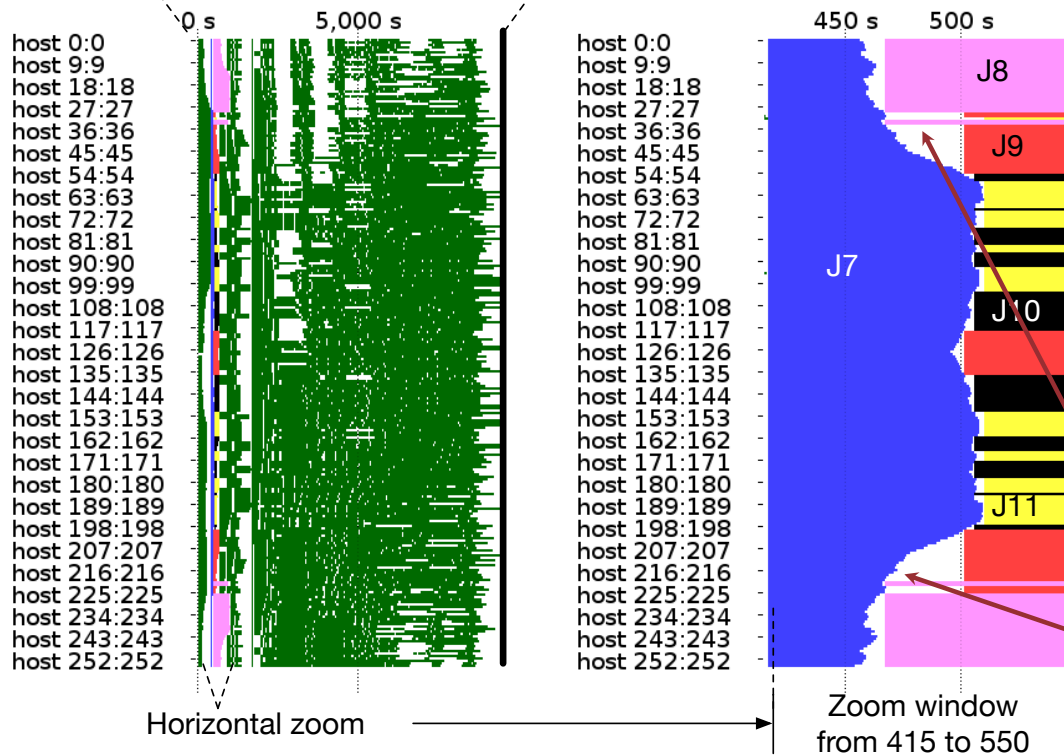 0 s 5,000 s
host 0:0
host 9:9
host 18:18
host 27:27
host 36:36
host 45:45
host 54:54
host 63:63
host 72:72
host 81:81
host 90:90
host 99:99
host 108:108
host 117:117
host 126:126
host 135:135
host 144:144
host 153:153
host 162:162
host 171:171
host 180:180
host 189:189
host 198:198
host 207:207
host 216:216
host 225:225
host 234:234
host 243:243
host 252:252
Horizontal zoom
450 s 500 s
host 0:0
host 9:9
host 18:18
host 27:27
host 36:36
host 45:45
host 54:54
host 63:63
host 72:72
host 81:81
host 90:90
host 99:99
host 108:108
host 117:117
host 126:126
host 135:135
host 144:144
host 153:153
host 162:162
host 171:171
host 180:180
host 189:189
host 198:198
host 207:207
host 216:216
host 225:225
host 234:234
host 243:243
host 252:252
J8
J9
J7
J10
J11
Zoom window
from 415 to 550